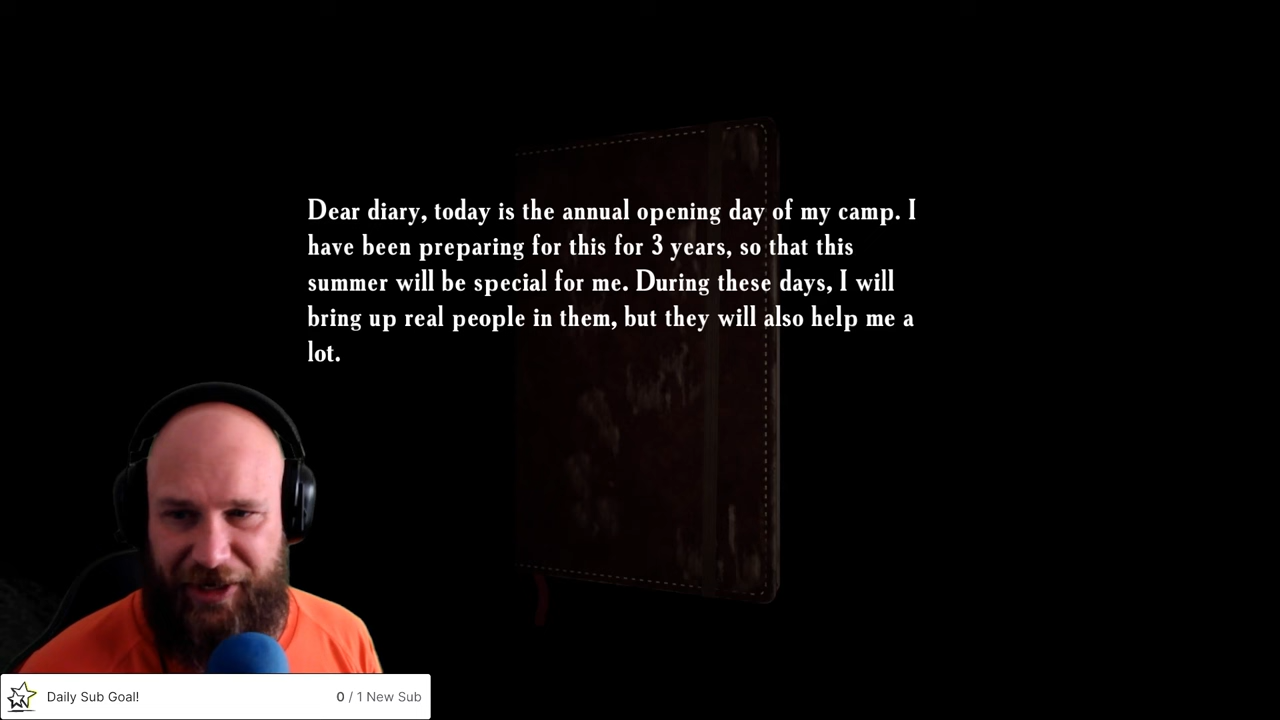 Dear diary, today is the annual opening day of my camp. I
have been preparing for this for 3 years, so that this
summer will be special for me. During these days, I will
bring up real people in them, but they will also help me a
lot.
Daily Sub Goal! 0 / 1 New Sub